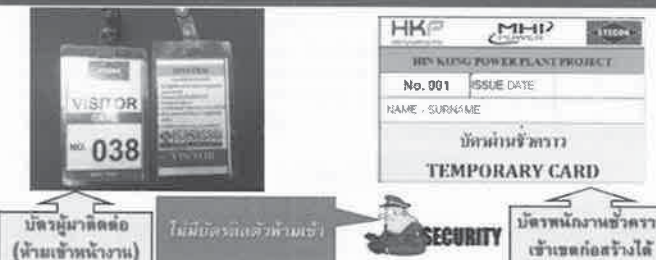 VISITOR
NO. 038
VISITOR
HKP
MHP
POWER
HIN KONG POWER PLANT PROJECT
No. 001 ISSUE DATE
NAME - SURNAME
บัตรผ่านชั่วคราว
TEMPORARY CARD
บัตรผู้มาติดต่อ
(ห้ามเข้าหน้างาน)
ไม่มีบัตรติดตัวห้ามเข้า
SECURITY
บัตรพนักงานชั่วคราว
เข้าเขตก่อสร้างได้